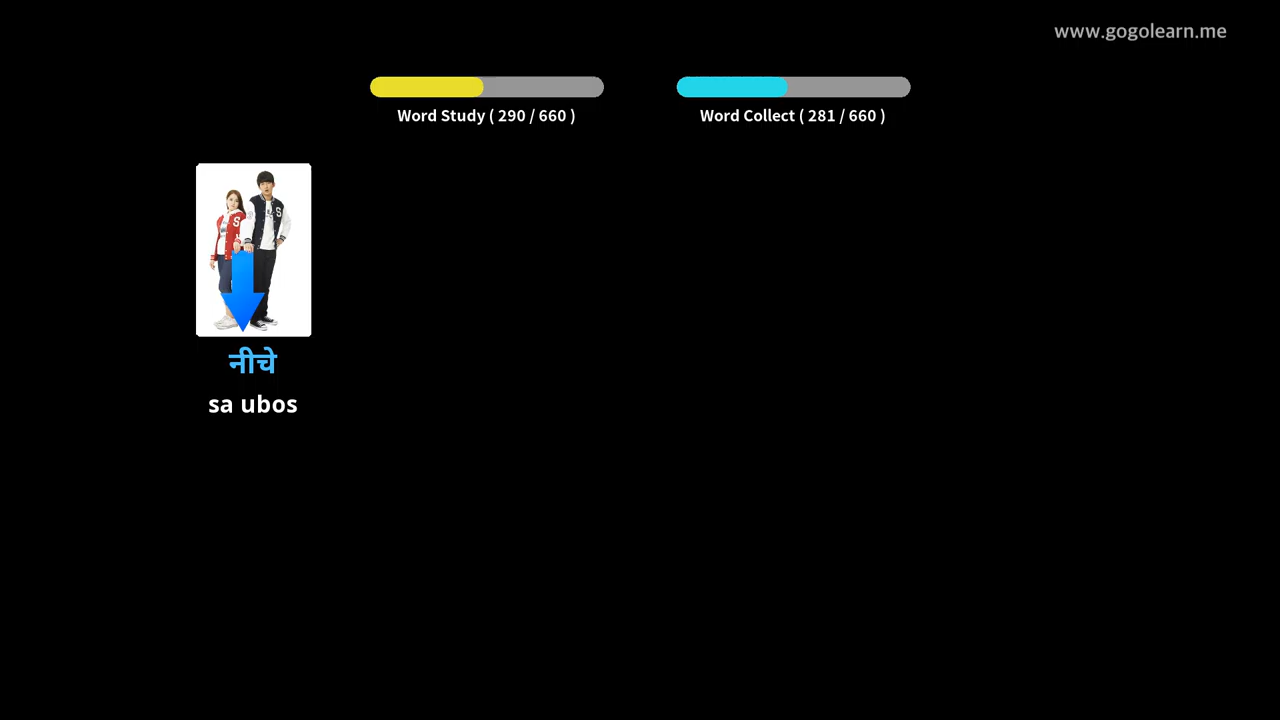 www.gogolearn.me
Word Study ( 290 / 660 )
Word Collect ( 281 / 660 )
S
S
नीचे
sa ubos